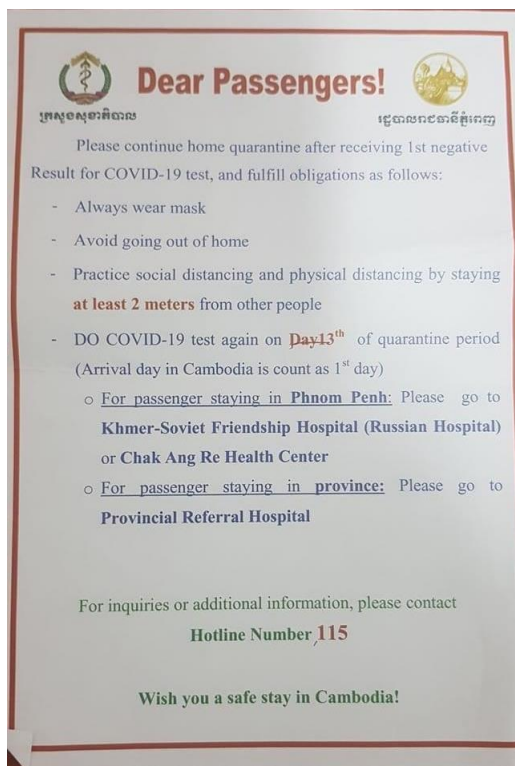 Dear Passengers!
ក្រសួងសុខាភិបាល
រដ្ឋបាលរាជធានីភ្នំពេញ
Please continue home quarantine after receiving 1st negative
Result for COVID-19 test, and fulfill obligations as follows:
- Always wear mask
- Avoid going out of home
- Practice social distancing and physical distancing by staying
at least 2 meters from other people
- DO COVID-19 test again on Day13th of quarantine period
(Arrival day in Cambodia is count as 1st day)
o For passenger staying in Phnom Penh: Please go to
Khmer-Soviet Friendship Hospital (Russian Hospital)
or Chak Ang Re Health Center
o For passenger staying in province: Please go to
Provincial Referral Hospital
For inquiries or additional information, please contact
Hotline Number 115
Wish you a safe stay in Cambodia!